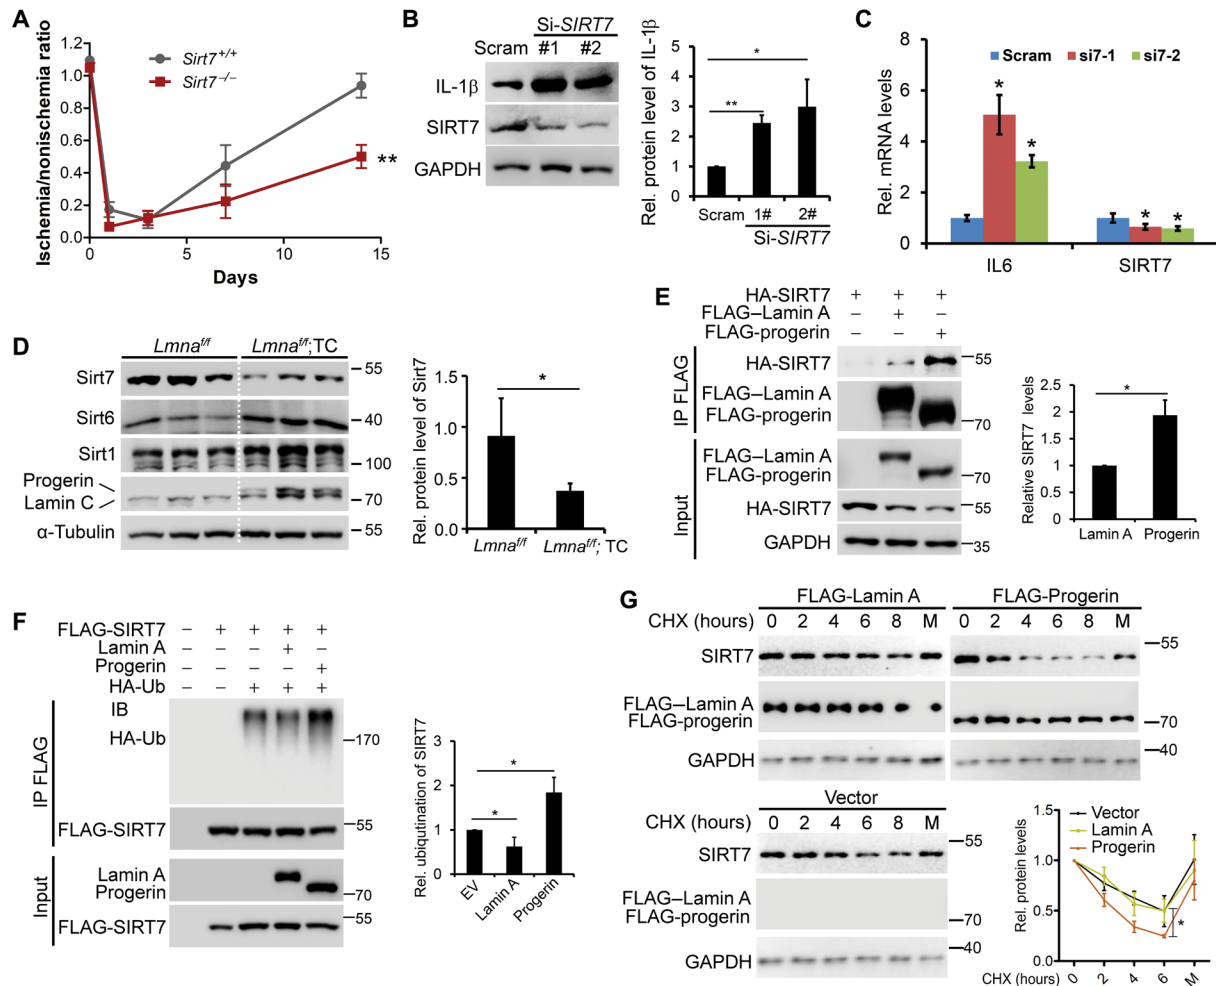 A
Ischemia/nonischemia ratio
1.2
1.0
0.8
0.6
0.4
0.2
0.0
0 5 10 15
Days
Sirt7+/+
Sirt7−/−
**
B
Si-SIRT7
Scram #1 #2
IL-1β
SIRT7
GAPDH
Rel. protein level of IL-1β
5
4
3
2
1
0
*
**
Scram 1# 2#
Si-SIRT7
C
Rel. mRNA levels
8
6
4
2
0
Scram si7-1 si7-2
* *
* *
IL6 SIRT7
D
Lmnaf/f Lmnaf/f;TC
Sirt7
Sirt6
Sirt1
Progerin
Lamin C
α-Tubulin
55
40
100
70
55
Rel. protein level of Sirt7
1.5
1.0
0.5
0.0
*
Lmnaf/f Lmnaf/f; TC
E
HA-SIRT7 + + +
FLAG–Lamin A − + −
FLAG-progerin − − +
IP FLAG
HA-SIRT7
FLAG–Lamin A
FLAG-progerin
55
70
Input
FLAG–Lamin A
FLAG-progerin
HA-SIRT7
GAPDH
70
55
35
Relative SIRT7 levels
2.5
2
1.5
1
0.5
0
*
Lamin A Progerin
F
FLAG-SIRT7 − + + + +
Lamin A − − − + −
Progerin − − − − +
HA-Ub − − + + +
IP FLAG
IB
HA-Ub
FLAG-SIRT7
170
55
Input
Lamin A
Progerin
FLAG-SIRT7
70
55
Rel. ubiqutination of SIRT7
3
2
1
0
*
*
EV Lamin A Progerin
G
FLAG-Lamin A FLAG-Progerin
CHX (hours) 0 2 4 6 8 M 0 2 4 6 8 M
SIRT7
FLAG–Lamin A
FLAG-progerin
GAPDH
55
70
40
Vector
CHX (hours) 0 2 4 6 8 M
SIRT7
FLAG–Lamin A
FLAG-progerin
GAPDH
55
70
40
Rel. protein levels
1.5
1.0
0.5
0.0
Vector
Lamin A
Progerin
*
CHX (hours) 0 2 4 6 M